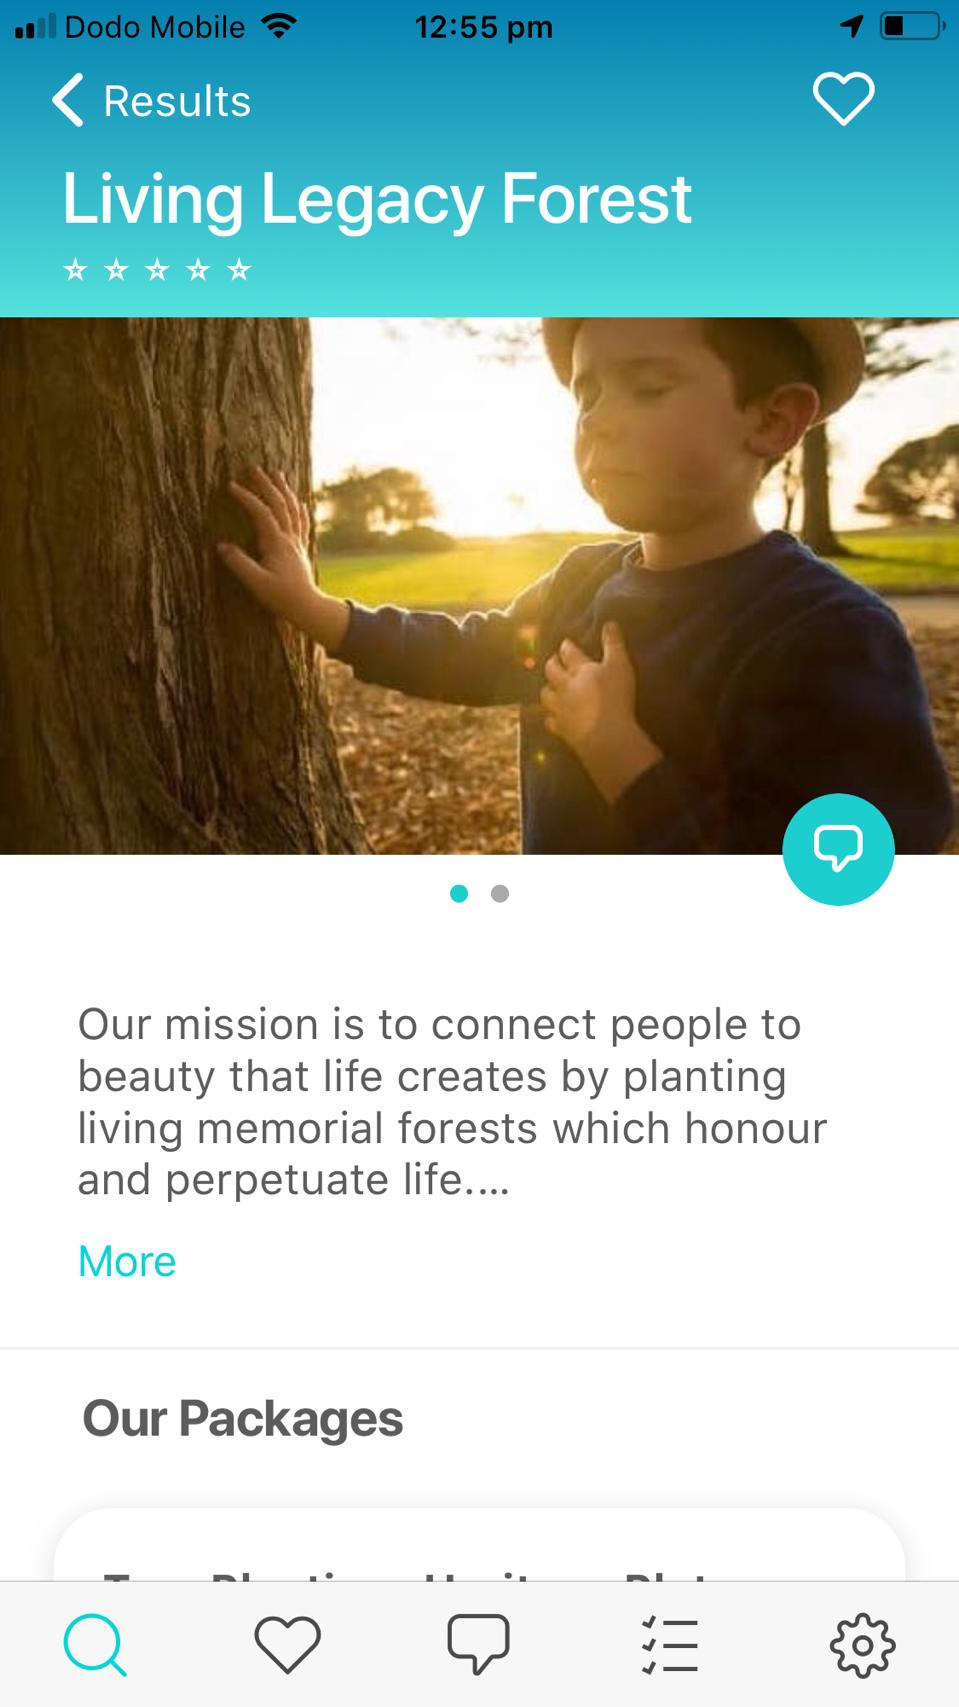 Dodo Mobile 12:55 pm
Results
Living Legacy Forest
Our mission is to connect people to
beauty that life creates by planting
living memorial forests which honour
and perpetuate life....
More
Our Packages